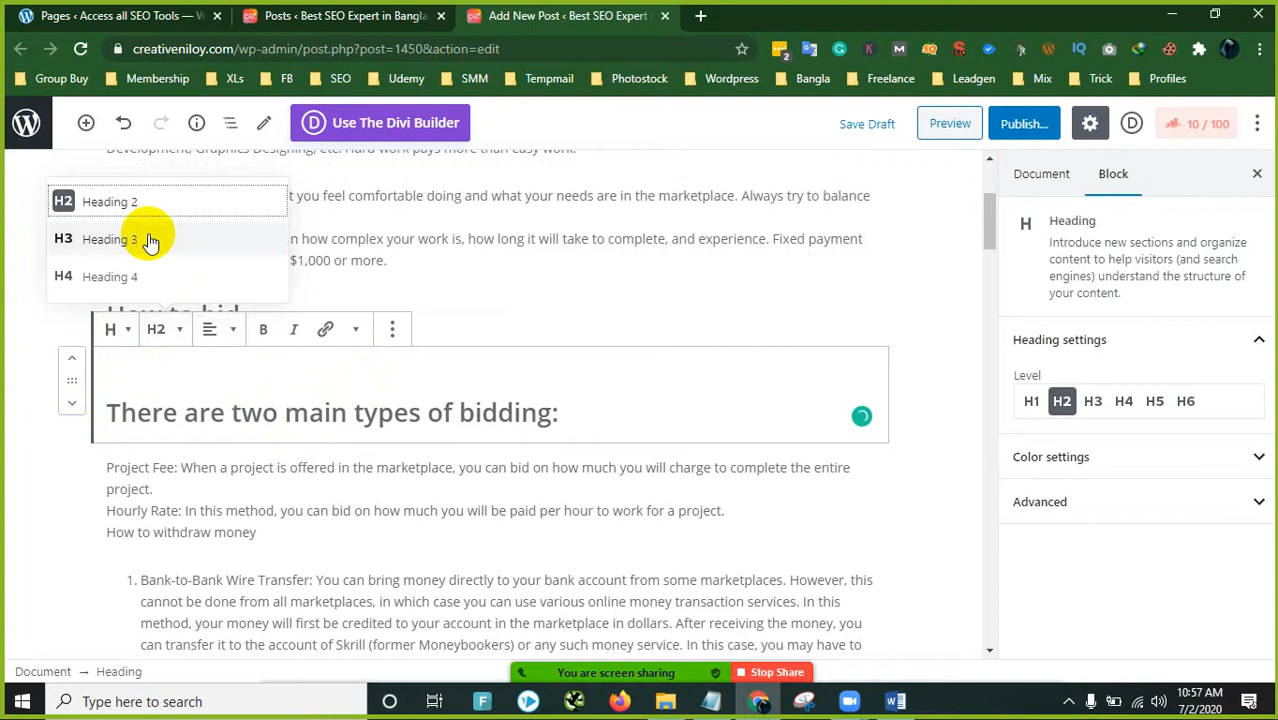 Pages ‹ Access all SEO Tools — W
Posts ‹ Best SEO Expert in Bangla
Add New Post ‹ Best SEO Expert
creativeniloy.com/wp-admin/post.php?post=1450&action=edit
Group Buy
Membership
XLs
FB
SEO
Udemy
SMM
Tempmail
Photostock
Wordpress
Bangla
Freelance
Leadgen
Mix
Trick
Profiles
Use The Divi Builder
Save Draft
Preview
Publish...
10 / 100
Development, Graphics Designing, etc. Hard work pays more than easy work.
t you feel comfortable doing and what your needs are in the marketplace. Always try to balance
n how complex your work is, how long it will take to complete, and experience. Fixed payment
$1,000 or more.
H2 Heading 2
H3 Heading 3
H4 Heading 4
How to bid
H
H2
B
I
There are two main types of bidding:
Project Fee: When a project is offered in the marketplace, you can bid on how much you will charge to complete the entire
project.
Hourly Rate: In this method, you can bid on how much you will be paid per hour to work for a project.
How to withdraw money
1. Bank-to-Bank Wire Transfer: You can bring money directly to your bank account from some marketplaces. However, this
cannot be done from all marketplaces, in which case you can use various online money transaction services. In this
method, your money will first be credited to your account in the marketplace in dollars. After receiving the money, you
can transfer it to the account of Skrill (former Moneybookers) or any such money service. In this case, you may have to
Document
Block
H Heading
Introduce new sections and organize
content to help visitors (and search
engines) understand the structure of
your content.
Heading settings
Level
H1 H2 H3 H4 H5 H6
Color settings
Advanced
Document → Heading
You are screen sharing
Stop Share
Type here to search
10:57 AM
7/2/2020